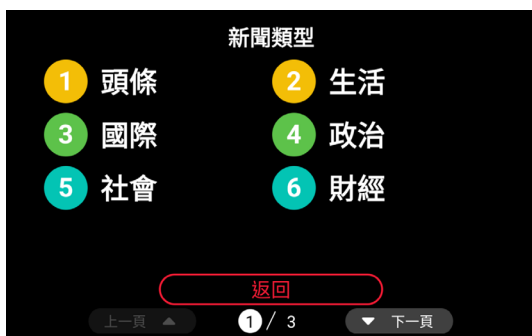 新聞類型
1 頭條 2 生活
3 國際 4 政治
5 社會 6 財經
返回
上一頁 ▲ 1 / 3 ▼ 下一頁